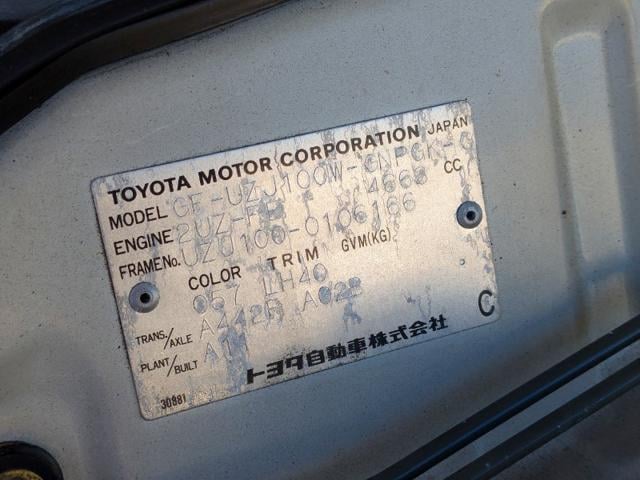 TOYOTA MOTOR CORPORATION JAPAN
MODEL GF-UZJ100W-GNPGK-C
ENGINE 2UZ-FE 4663 CC
FRAME No. UZJ100-0106166
COLOR TRIM GVM(KG)
057 LH40
TRANS./AXLE A442F A02B
PLANT/BUILT A11
トヨタ自動車株式会社
C
30881